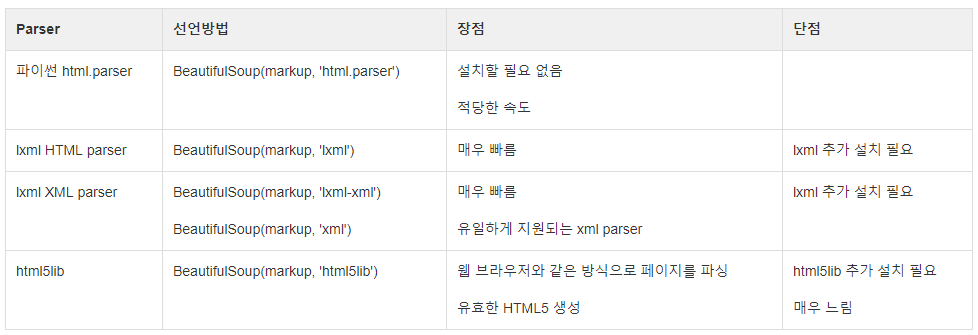 Parser 선언방법 장점 단점
파이썬 html.parser BeautifulSoup(markup, 'html.parser') 설치할 필요 없음
적당한 속도
lxml HTML parser BeautifulSoup(markup, 'lxml') 매우 빠름 lxml 추가 설치 필요
lxml XML parser BeautifulSoup(markup, 'lxml-xml') 매우 빠름 lxml 추가 설치 필요
BeautifulSoup(markup, 'xml') 유일하게 지원되는 xml parser
html5lib BeautifulSoup(markup, 'html5lib') 웹 브라우저와 같은 방식으로 페이지를 파싱 html5lib 추가 설치 필요
유효한 HTML5 생성 매우 느림